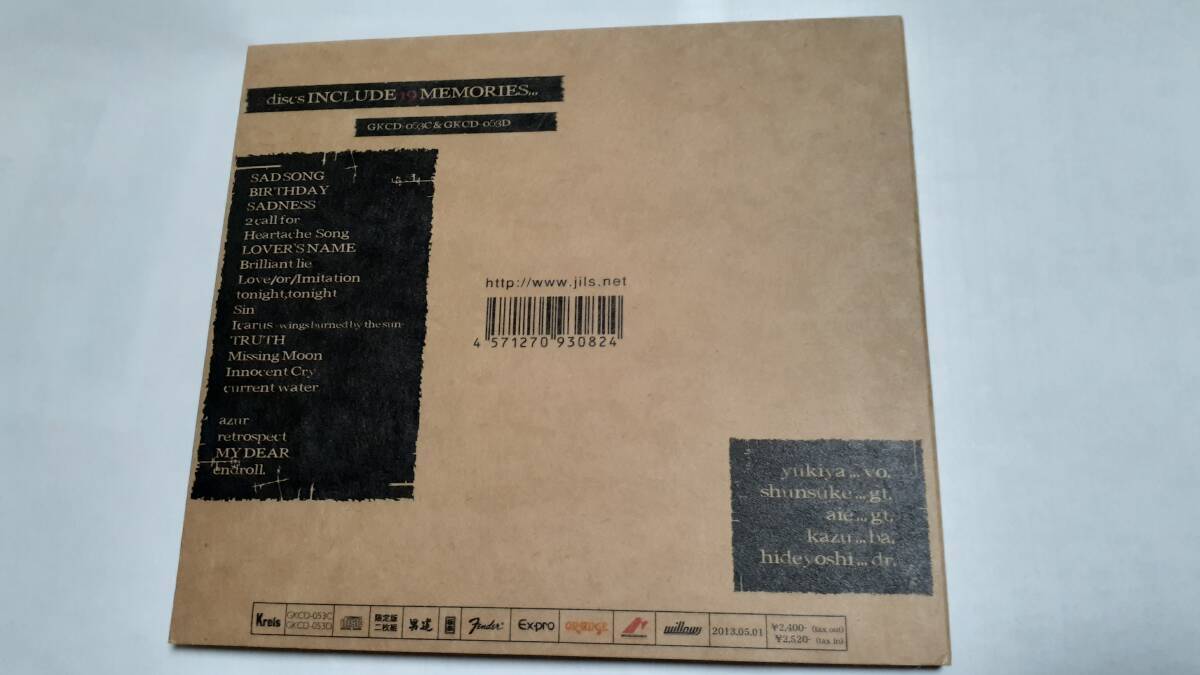 discs INCLUDE 19 MEMORIES...
GKCD-053C & GKCD-053D
SAD SONG
BIRTHDAY
SADNESS
2 call for
Heartache Song
LOVER'S NAME
Brilliant lie
Love/or/Imitation
tonight,tonight
Sin
Icarus -wings burned by the sun-
TRUTH
Missing Moon
Innocent Cry
current water
azur
retrospect
MY DEAR
endroll.
http://www.jils.net
4 571270 930824
yukiya...vo.
shunsuke...gt.
aie...gt.
kazu...ba.
hideyoshi...dr.
Kreis
GKCD-053C
GKCD-053D
限定版
二枚組
男道
Fender
Ex-pro
ORANGE
willows
2013.05.01
¥2,400- (tax out)
¥2,520- (tax in)